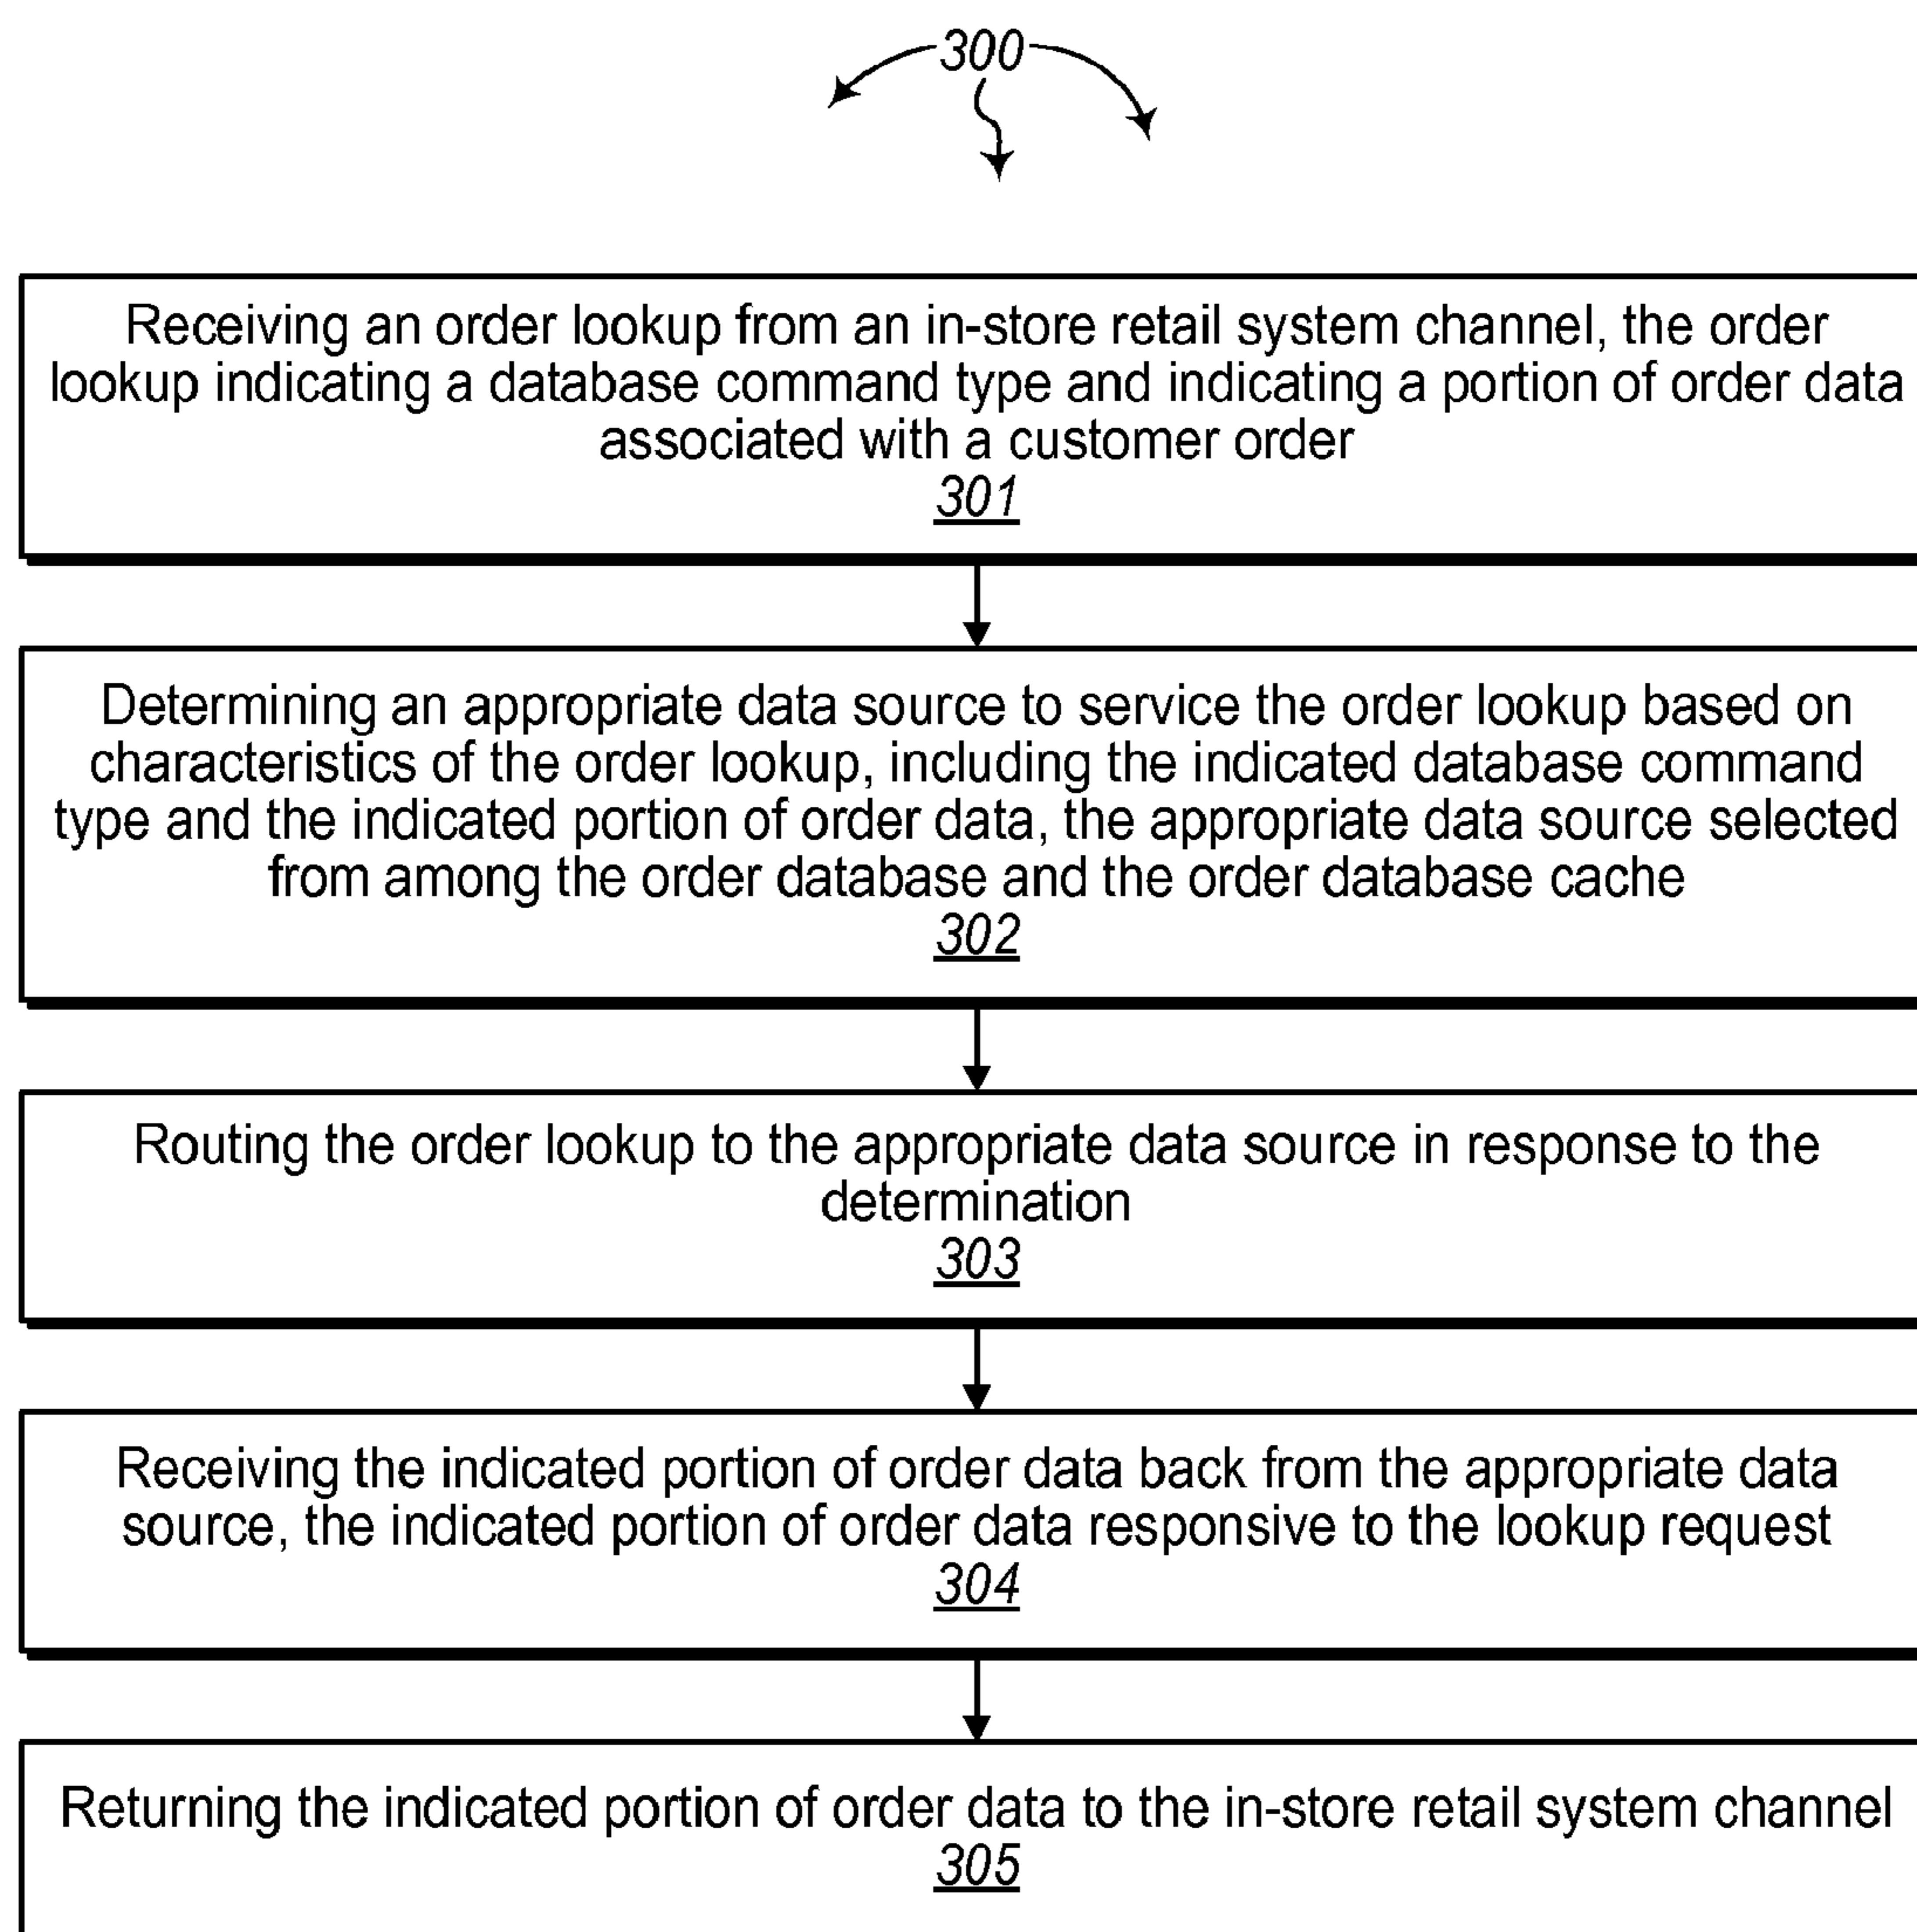 300
Receiving an order lookup from an in-store retail system channel, the order
lookup indicating a database command type and indicating a portion of order data
associated with a customer order
301
Determining an appropriate data source to service the order lookup based on
characteristics of the order lookup, including the indicated database command
type and the indicated portion of order data, the appropriate data source selected
from among the order database and the order database cache
302
Routing the order lookup to the appropriate data source in response to the
determination
303
Receiving the indicated portion of order data back from the appropriate data
source, the indicated portion of order data responsive to the lookup request
304
Returning the indicated portion of order data to the in-store retail system channel
305